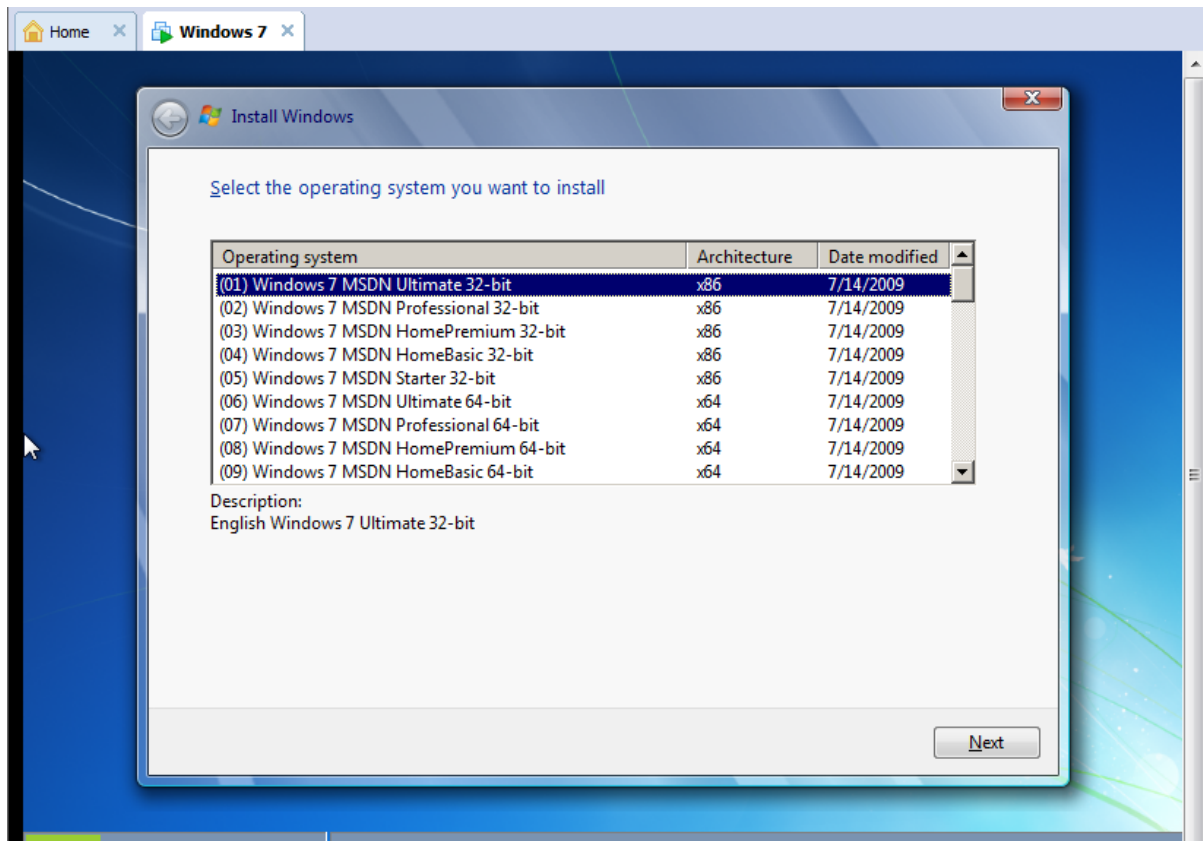 Home
Windows 7
Install Windows
Select the operating system you want to install
Operating system Architecture Date modified
(01) Windows 7 MSDN Ultimate 32-bit x86 7/14/2009
(02) Windows 7 MSDN Professional 32-bit x86 7/14/2009
(03) Windows 7 MSDN HomePremium 32-bit x86 7/14/2009
(04) Windows 7 MSDN HomeBasic 32-bit x86 7/14/2009
(05) Windows 7 MSDN Starter 32-bit x86 7/14/2009
(06) Windows 7 MSDN Ultimate 64-bit x64 7/14/2009
(07) Windows 7 MSDN Professional 64-bit x64 7/14/2009
(08) Windows 7 MSDN HomePremium 64-bit x64 7/14/2009
(09) Windows 7 MSDN HomeBasic 64-bit x64 7/14/2009
Description:
English Windows 7 Ultimate 32-bit
Next